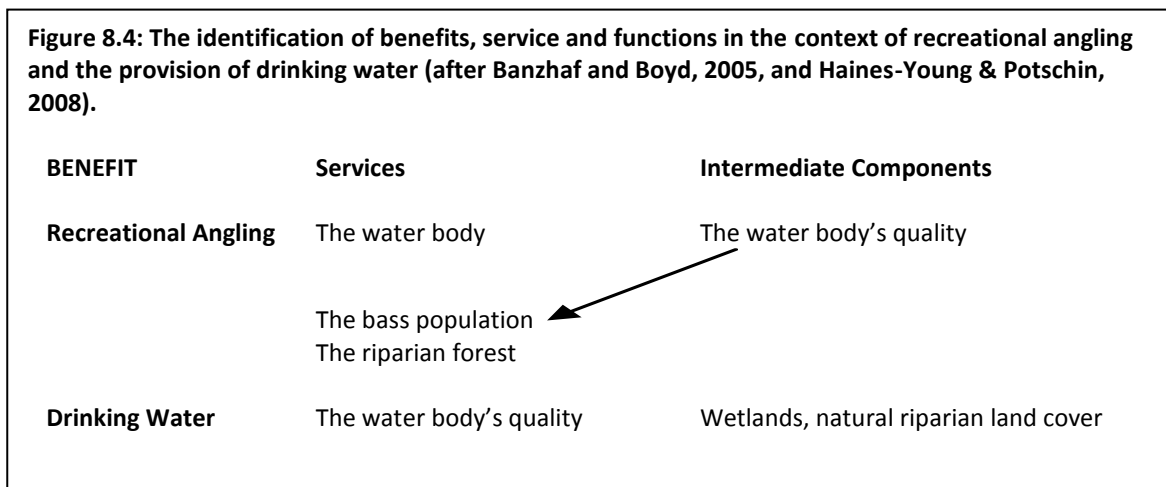 Figure 8.4: The identification of benefits, service and functions in the context of recreational angling
and the provision of drinking water (after Banzhaf and Boyd, 2005, and Haines-Young & Potschin,
2008).
BENEFIT Services Intermediate Components
Recreational Angling The water body The water body’s quality
The bass population
The riparian forest
Drinking Water The water body’s quality Wetlands, natural riparian land cover